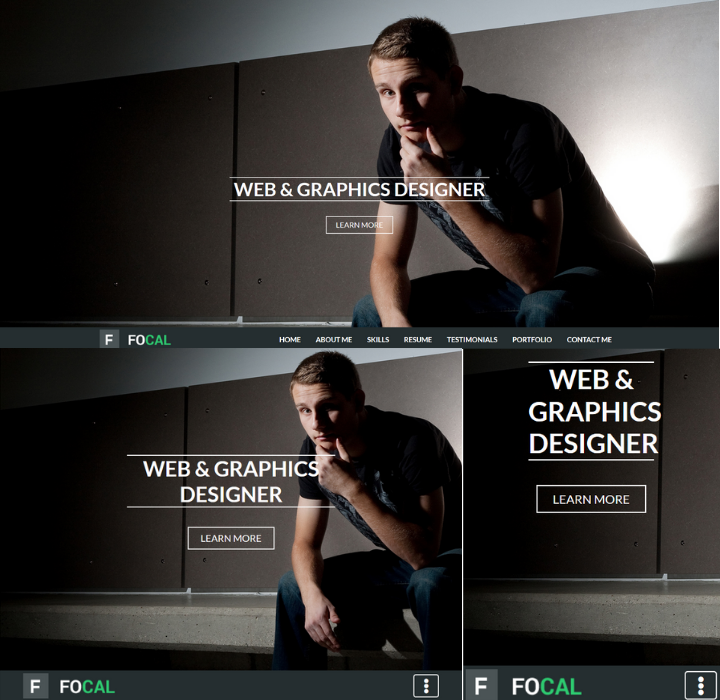 WEB & GRAPHICS DESIGNER
LEARN MORE
F FOCAL HOME ABOUT ME SKILLS RESUME TESTIMONIALS PORTFOLIO CONTACT ME
WEB & GRAPHICS
DESIGNER
LEARN MORE
F FOCAL
WEB &
GRAPHICS
DESIGNER
LEARN MORE
F FOCAL